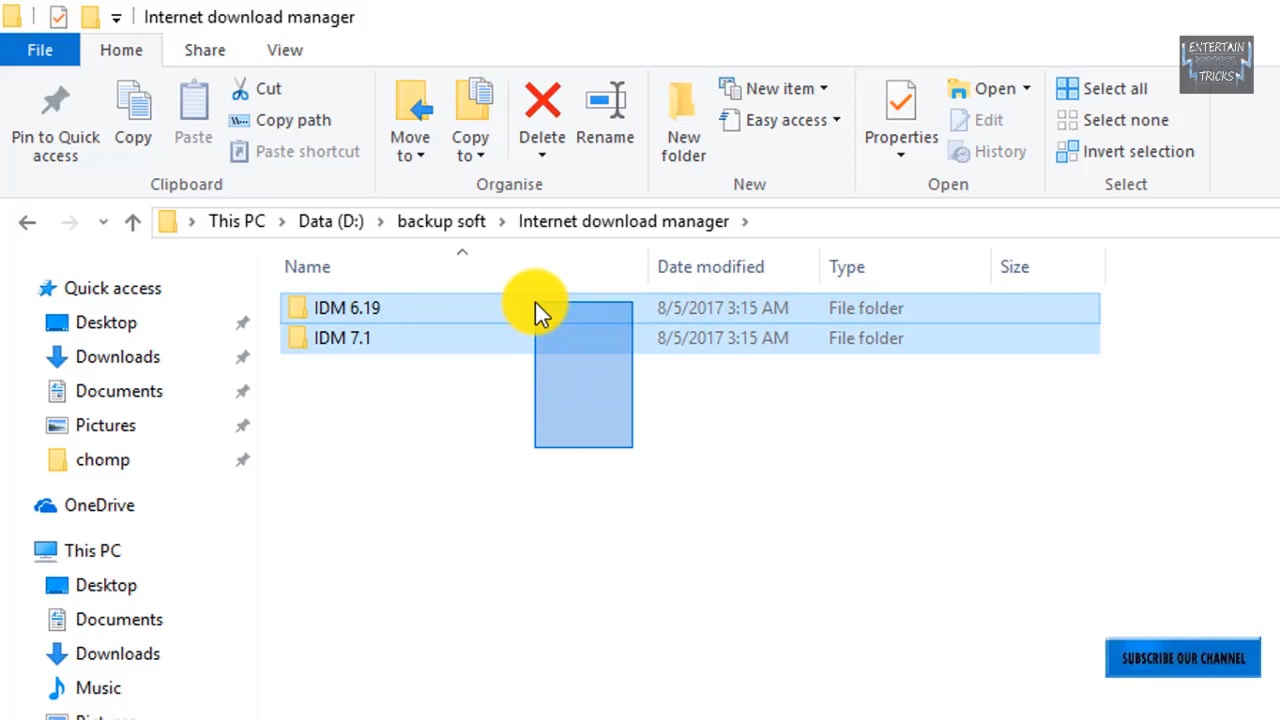 Internet download manager
File Home Share View
Pin to Quick access
Copy
Paste
Cut
Copy path
Paste shortcut
Clipboard
Move to
Copy to
Delete
Rename
Organise
New folder
New item
Easy access
New
Properties
Open
Edit
History
Open
Select all
Select none
Invert selection
Select
ENTERTAIN
TRICKS
This PC Data (D:) backup soft Internet download manager
Name Date modified Type Size
IDM 6.19 8/5/2017 3:15 AM File folder
IDM 7.1 8/5/2017 3:15 AM File folder
Quick access
Desktop
Downloads
Documents
Pictures
chomp
OneDrive
This PC
Desktop
Documents
Downloads
Music
SUBSCRIBE OUR CHANNEL